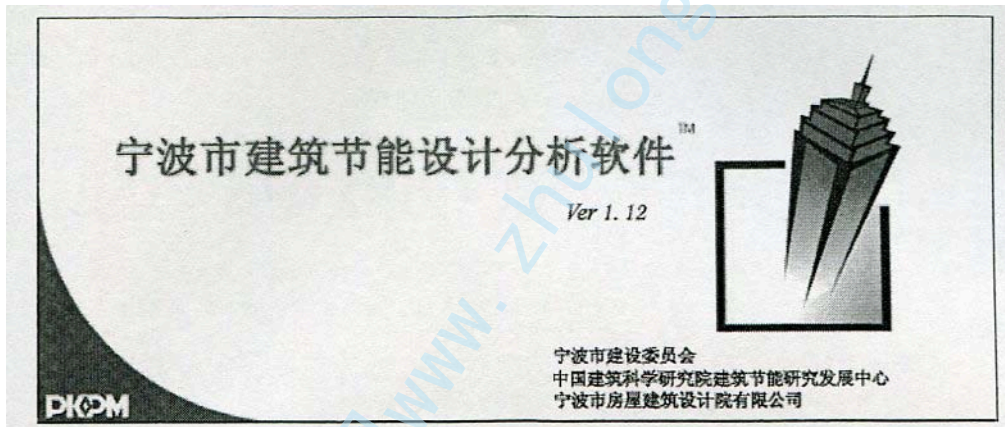 宁波市建筑节能设计分析软件™
Ver 1.12
宁波市建设委员会
中国建筑科学研究院建筑节能研究发展中心
宁波市房屋建筑设计院有限公司
PKPM
www.zhulong